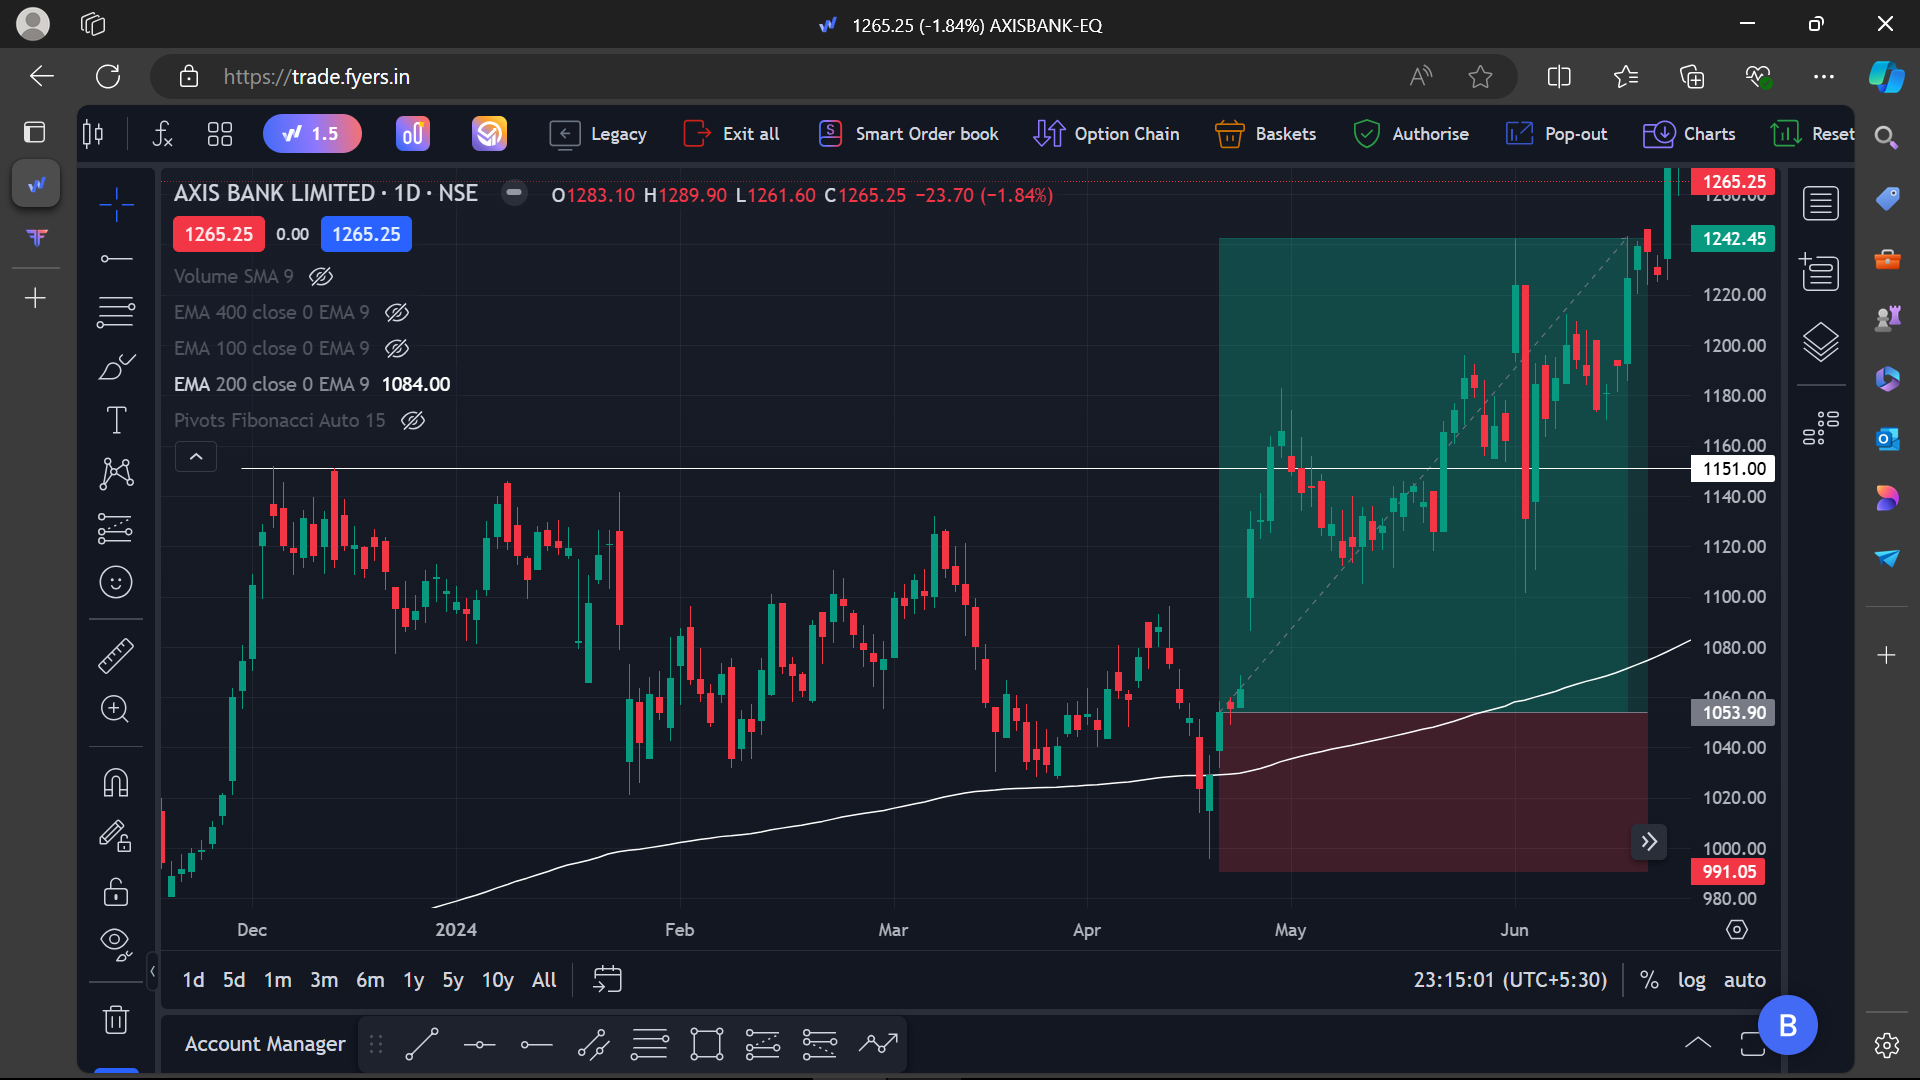 1265.25 (-1.84%) AXISBANK-EQ
https://trade.fyers.in
1.5
Legacy
Exit all
Smart Order book
Option Chain
Baskets
Authorise
Pop-out
Charts
Reset
AXIS BANK LIMITED · 1D · NSE
O1283.10 H1289.90 L1261.60 C1265.25 −23.70 (−1.84%)
1265.25 0.00 1265.25
Volume SMA 9
EMA 400 close 0 EMA 9
EMA 100 close 0 EMA 9
EMA 200 close 0 EMA 9 1084.00
Pivots Fibonacci Auto 15
1265.25
1260.00
1242.45
1220.00
1200.00
1180.00
1160.00
1151.00
1140.00
1120.00
1100.00
1080.00
1060.00
1053.90
1040.00
1020.00
1000.00
991.05
980.00
Dec 2024 Feb Mar Apr May Jun
1d 5d 1m 3m 6m 1y 5y 10y All
23:15:01 (UTC+5:30) % log auto
Account Manager
B